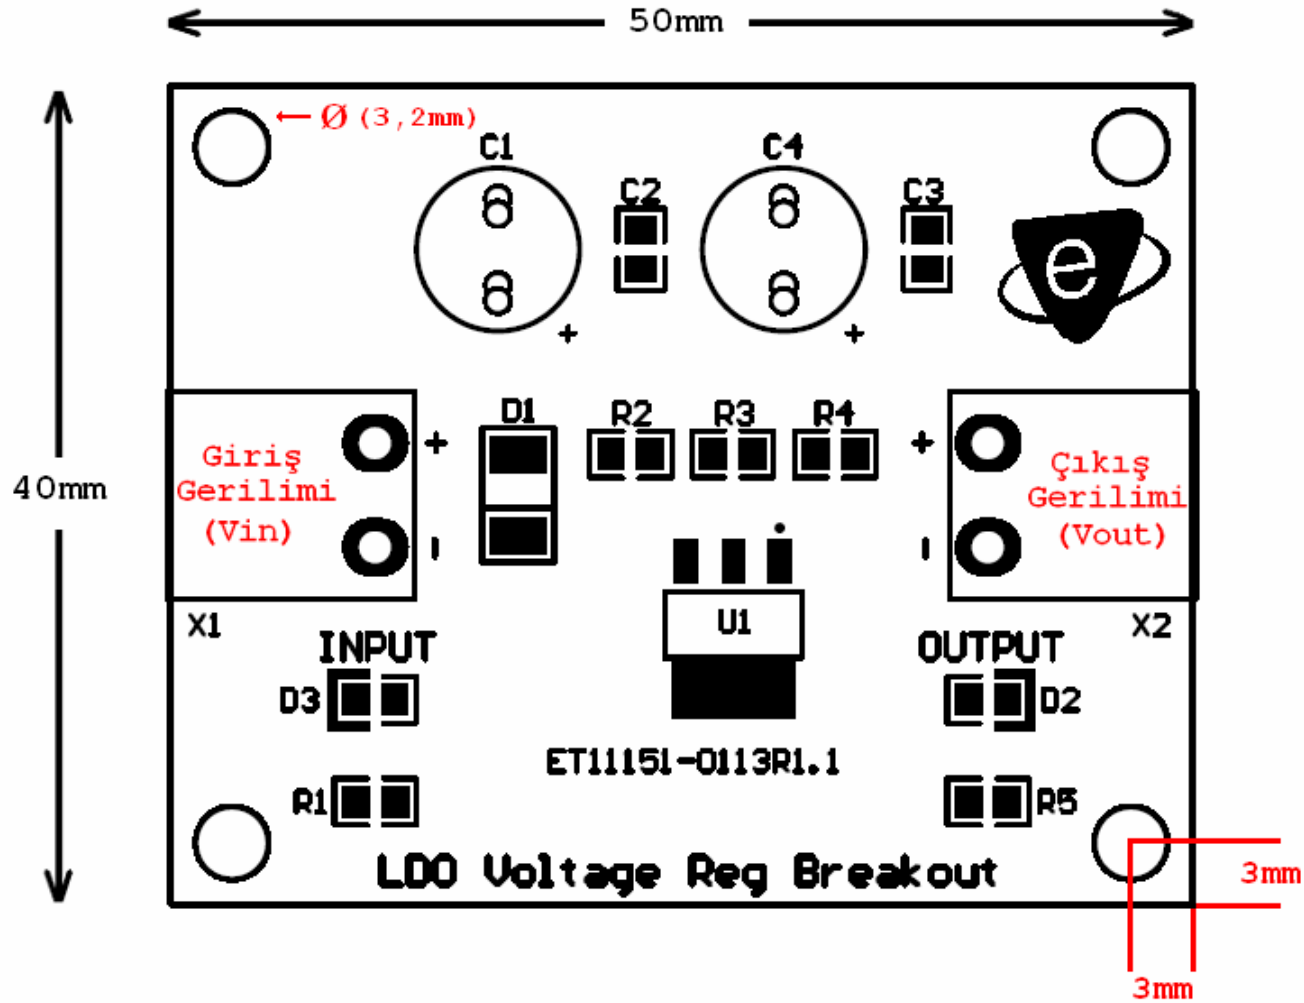 50mm
Ø (3,2mm)
C1
C4
C2
C3
e
+
+
D1
R2
R3
R4
+
+
Giriş
Gerilimi
(Vin)
Çıkış
Gerilimi
(Vout)
40mm
-
-
U1
X1
X2
INPUT
OUTPUT
D3
D2
ET11151-0113R1.1
R1
R5
LDO Voltage Reg Breakout
3mm
3mm